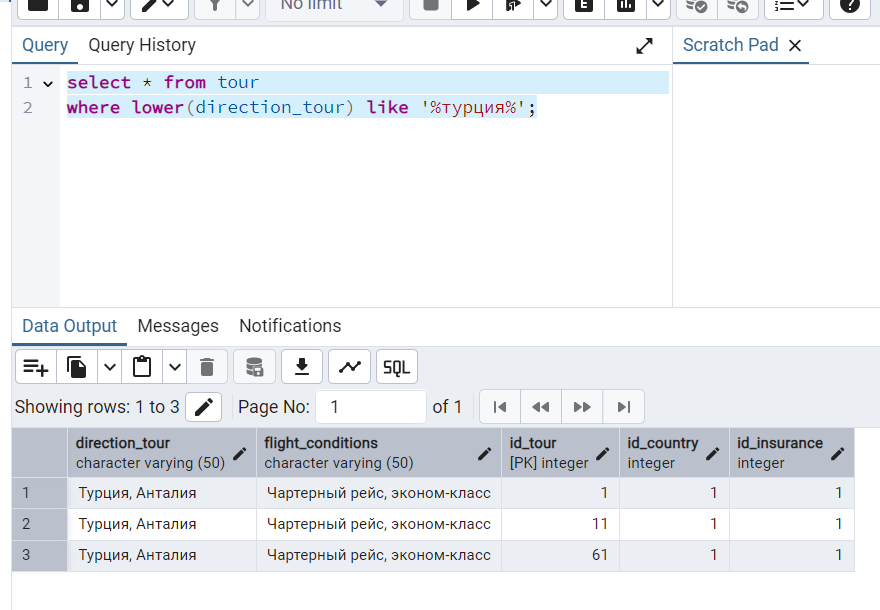 No limit
Query Query History
Scratch Pad
1 select * from tour
2 where lower(direction_tour) like '%турция%';
Data Output Messages Notifications
SQL
Showing rows: 1 to 3 Page No: 1 of 1
direction_tour flight_conditions id_tour id_country id_insurance
character varying (50) character varying (50) [PK] integer integer integer
1 Турция, Анталия Чартерный рейс, эконом-класс 1 1 1
2 Турция, Анталия Чартерный рейс, эконом-класс 11 1 1
3 Турция, Анталия Чартерный рейс, эконом-класс 61 1 1